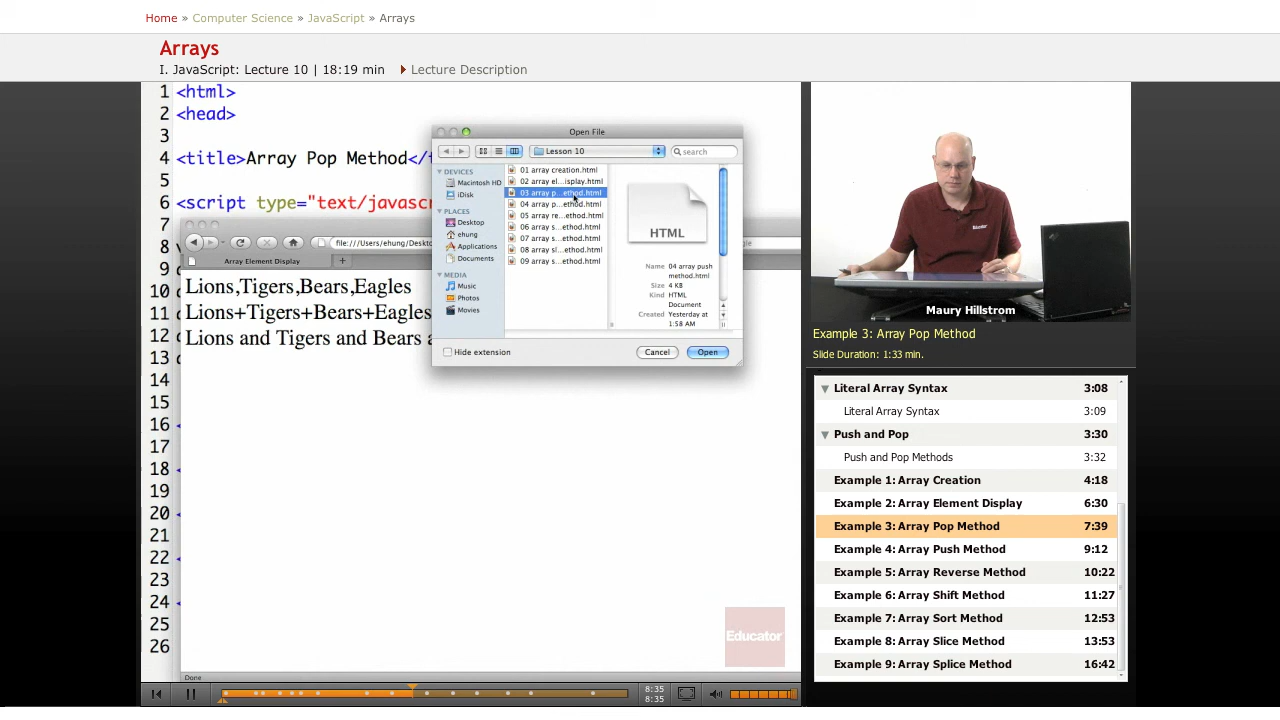 Home » Computer Science » JavaScript » Arrays
Arrays
I. JavaScript: Lecture 10 | 18:19 min
Lecture Description
1 <html>
2 <head>
3
4 <title>Array Pop Method</
5
6 <script type="text/javascr
7
8
9
10
11
12
13
14
15
16 <
17
18 <
19
20 <
21
22 <
23
24 <
25
26
Open File
Lesson 10
search
DEVICES
Macintosh HD
iDisk
PLACES
Desktop
ehung
Applications
Documents
MEDIA
Music
Photos
Movies
01 array creation.html
02 array el...isplay.html
03 array p...ethod.html
04 array p...ethod.html
05 array re...ethod.html
06 array s...ethod.html
07 array s...ethod.html
08 array sl...ethod.html
09 array s...ethod.html
HTML
Name 04 array push
method.html
Size 4 KB
Kind HTML
Document
Created Yesterday at
1:58 AM
Hide extension
Cancel
Open
file:///Users/ehung/Deskto
Array Element Display
Lions,Tigers,Bears,Eagles
Lions+Tigers+Bears+Eagles
Lions and Tigers and Bears a
Done
Educator
8:35
8:35
Maury Hillstrom
Example 3: Array Pop Method
Slide Duration: 1:33 min.
Literal Array Syntax 3:08
Literal Array Syntax 3:09
Push and Pop 3:30
Push and Pop Methods 3:32
Example 1: Array Creation 4:18
Example 2: Array Element Display 6:30
Example 3: Array Pop Method 7:39
Example 4: Array Push Method 9:12
Example 5: Array Reverse Method 10:22
Example 6: Array Shift Method 11:27
Example 7: Array Sort Method 12:53
Example 8: Array Slice Method 13:53
Example 9: Array Splice Method 16:42